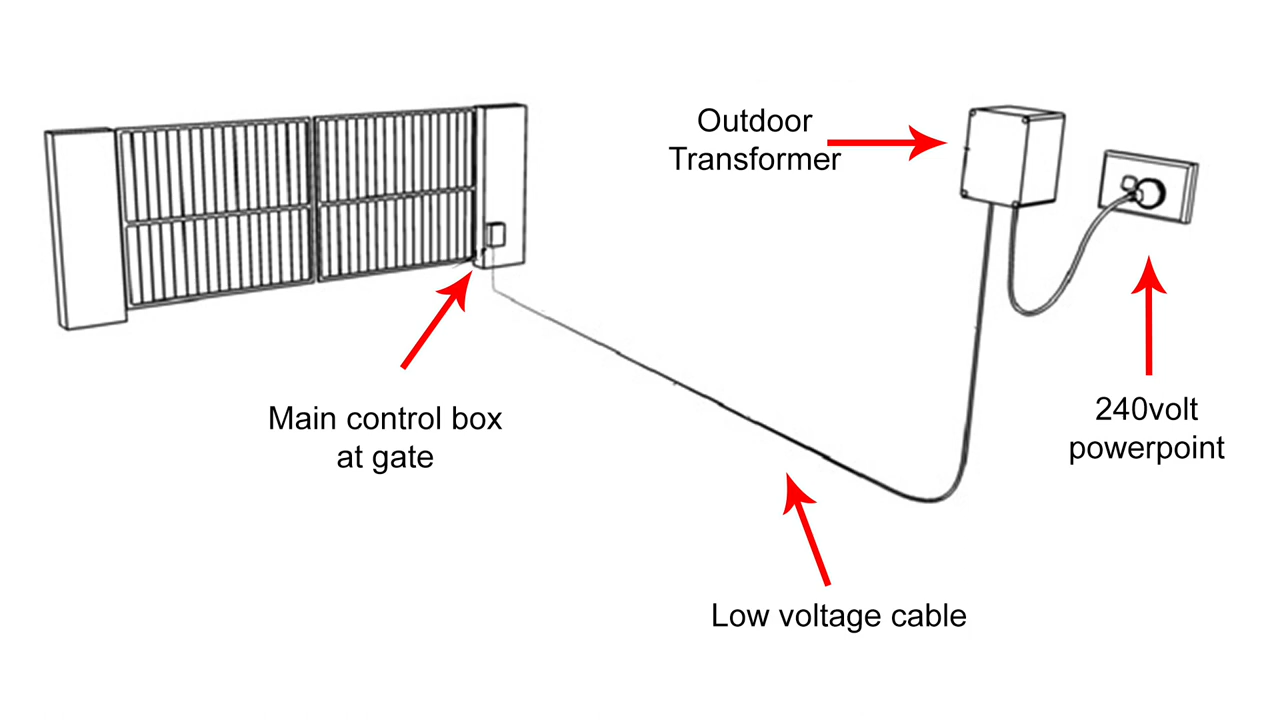 Outdoor
Transformer
Main control box
at gate
240volt
powerpoint
Low voltage cable